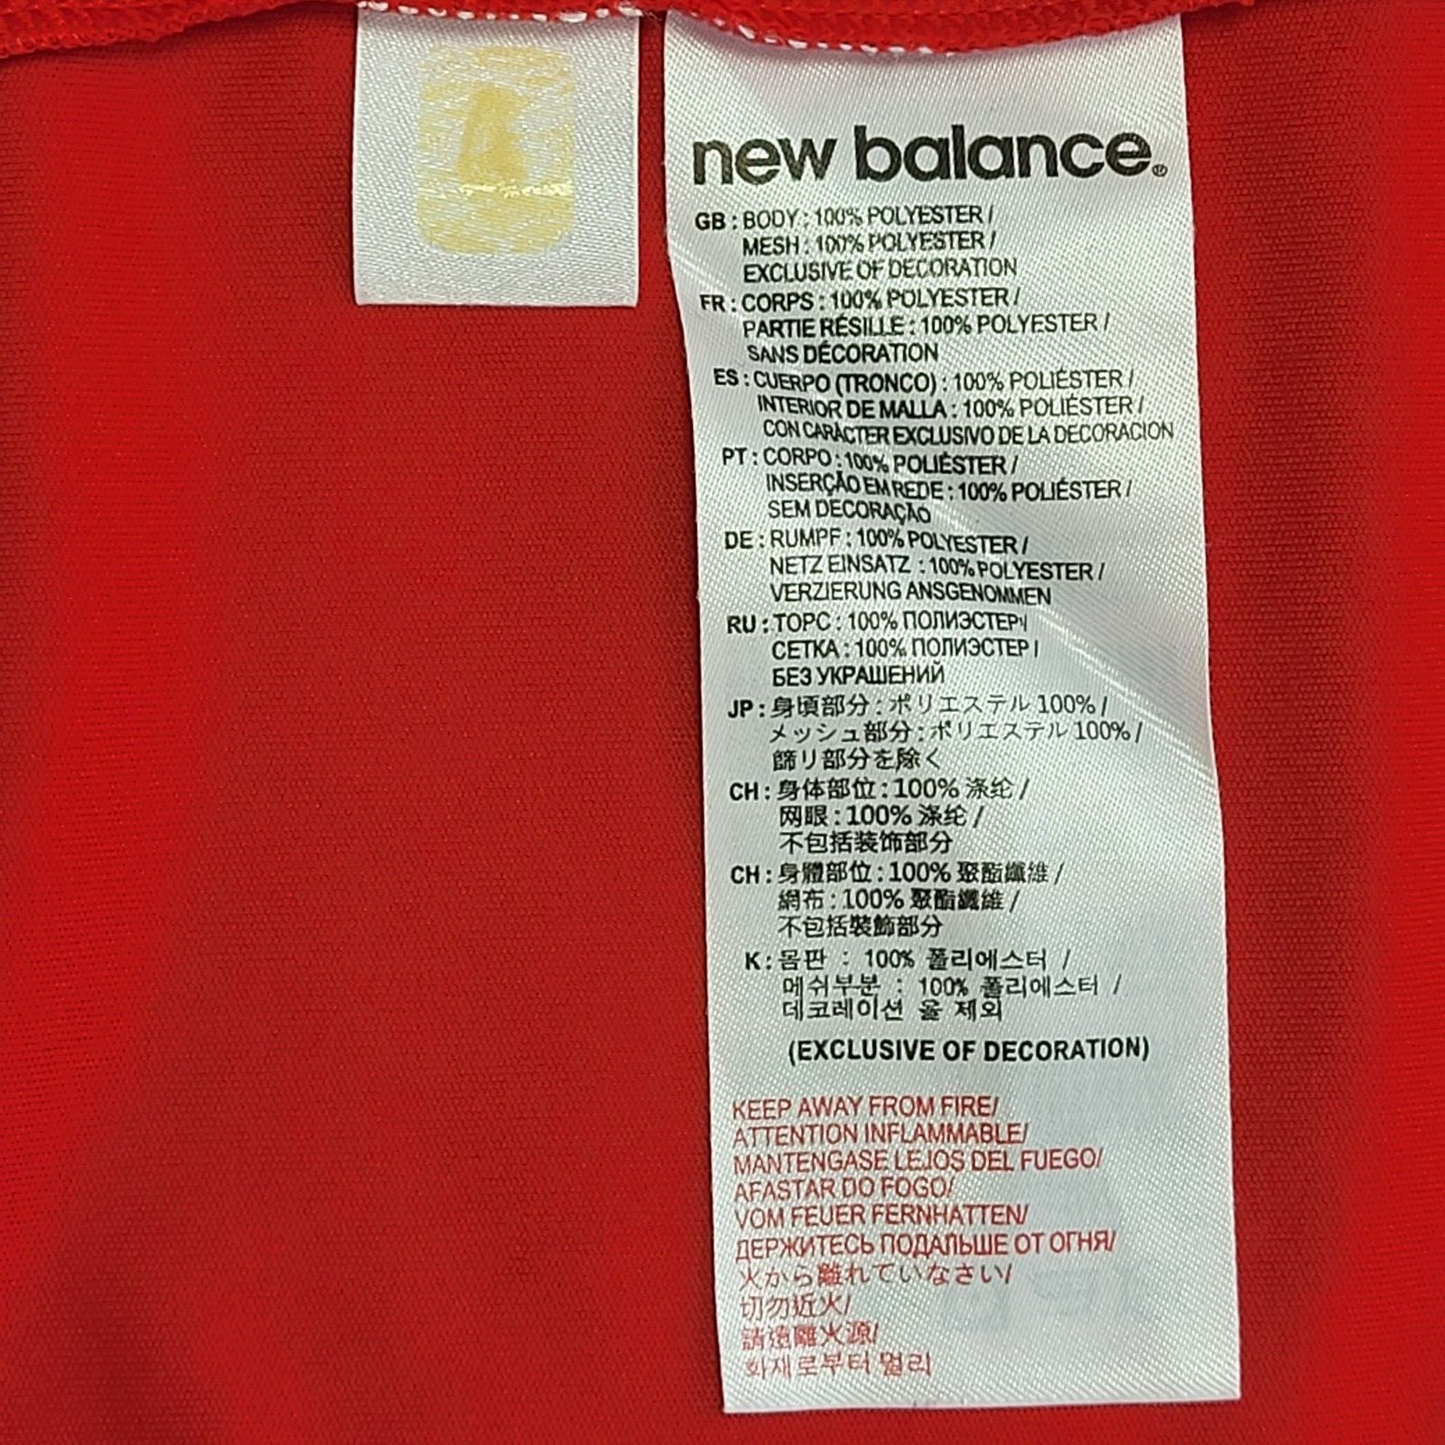 new balance®
GB : BODY : 100% POLYESTER /
MESH : 100% POLYESTER /
EXCLUSIVE OF DECORATION
FR : CORPS : 100% POLYESTER /
PARTIE RÉSILLE : 100% POLYESTER /
SANS DÉCORATION
ES : CUERPO (TRONCO) : 100% POLIÉSTER /
INTERIOR DE MALLA : 100% POLIÉSTER /
CON CARÁCTER EXCLUSIVO DE LA DECORACION
PT : CORPO : 100% POLIÉSTER /
INSERÇÃO EM REDE : 100% POLIÉSTER /
SEM DECORAÇÃO
DE : RUMPF : 100% POLYESTER /
NETZ EINSATZ : 100% POLYESTER /
VERZIERUNG ANSGENOMMEN
RU : ТОРС : 100% ПОЛИЭСТЕР /
СЕТКА : 100% ПОЛИЭСТЕР /
БЕЗ УКРАШЕНИЙ
JP : 身頃部分 : ポリエステル 100% /
メッシュ部分 : ポリエステル 100% /
飾リ部分を除く
CH : 身体部位 : 100% 涤纶 /
网眼 : 100% 涤纶 /
不包括装饰部分
CH : 身體部位 : 100% 聚酯纖維 /
網布 : 100% 聚酯纖維 /
不包括裝飾部分
K : 몸판 : 100% 폴리에스터 /
메쉬부분 : 100% 폴리에스터 /
데코레이션 을 제외
(EXCLUSIVE OF DECORATION)
KEEP AWAY FROM FIRE/
ATTENTION INFLAMMABLE/
MANTENGASE LEJOS DEL FUEGO/
AFASTAR DO FOGO/
VOM FEUER FERNHATTEN/
ДЕРЖИТЕСЬ ПОДАЛЬШЕ ОТ ОГНЯ/
火から離れていなさい/
切勿近火/
請遠離火源/
화재로부터 멀리